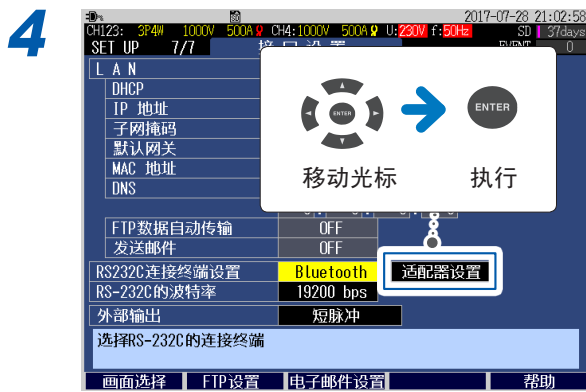 4
2017-07-28 21:02:58
CH123: 3P4W 1000V 500A CH4:1000V 500A U:230V f:50Hz SD 37days
SET UP 7/7 接口设置 EVENT 0
LAN
DHCP
IP 地址
子网掩码
默认网关
MAC 地址
DNS
ENTER
ENTER
移动光标 执行
FTP数据自动传输 OFF
发送邮件 OFF
RS232C连接终端设置 Bluetooth 适配器设置
RS-232C的波特率 19200 bps
外部输出 短脉冲
选择RS-232C的连接终端
画面选择 FTP设置 电子邮件设置 帮助